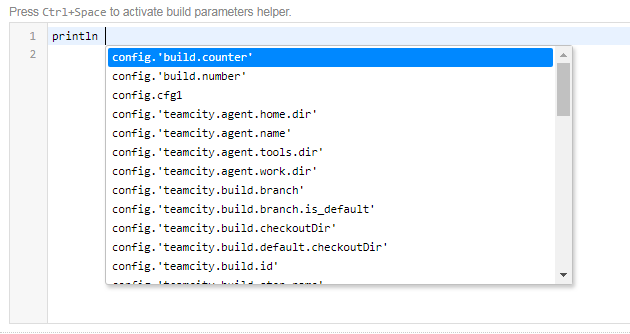 Press Ctrl+Space to activate build parameters helper.
1 println
2
config.'build.counter'
config.'build.number'
config.cfg1
config.'teamcity.agent.home.dir'
config.'teamcity.agent.name'
config.'teamcity.agent.tools.dir'
config.'teamcity.agent.work.dir'
config.'teamcity.build.branch'
config.'teamcity.build.branch.is_default'
config.'teamcity.build.checkoutDir'
config.'teamcity.build.default.checkoutDir'
config.'teamcity.build.id'